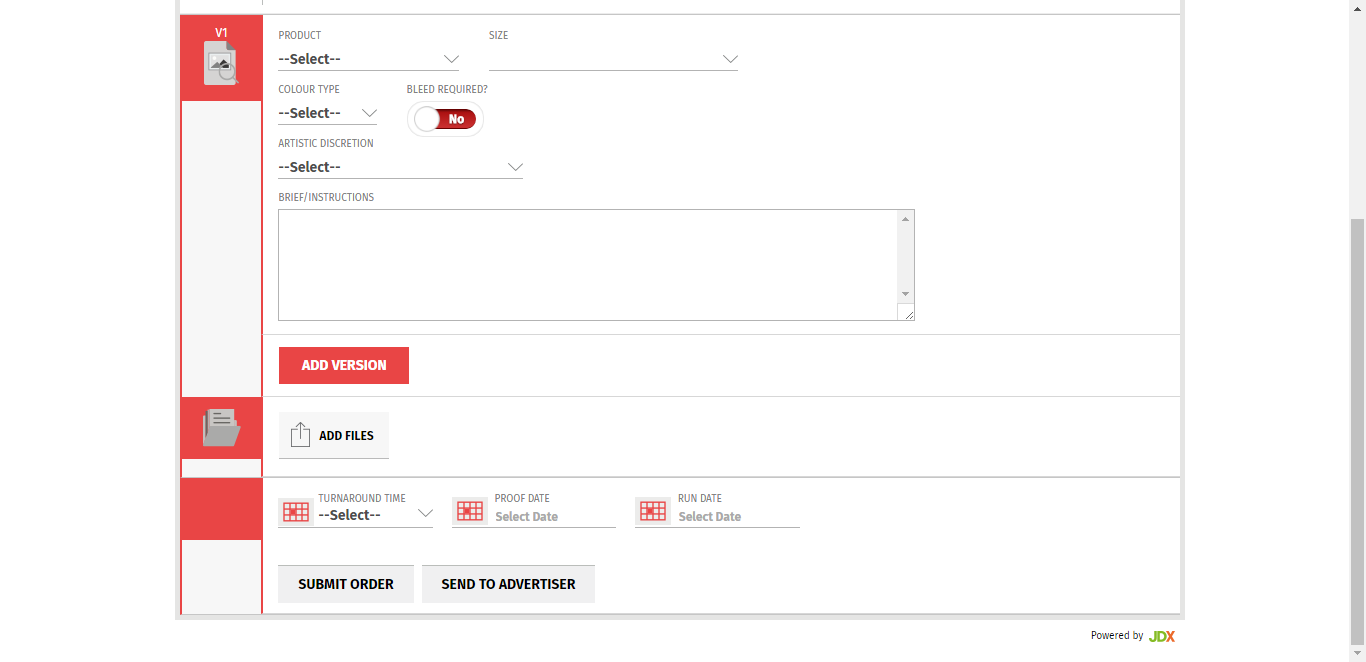 V1
PRODUCT SIZE
--Select--
COLOUR TYPE BLEED REQUIRED?
--Select-- No
ARTISTIC DISCRETION
--Select--
BRIEF/INSTRUCTIONS
ADD VERSION
ADD FILES
TURNAROUND TIME PROOF DATE RUN DATE
--Select-- Select Date Select Date
SUBMIT ORDER SEND TO ADVERTISER
Powered by JDX